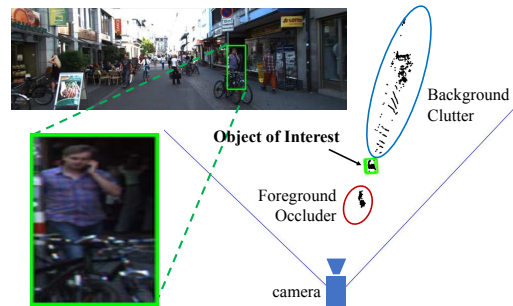 Background
Clutter
Object of Interest
Foreground
Occluder
camera